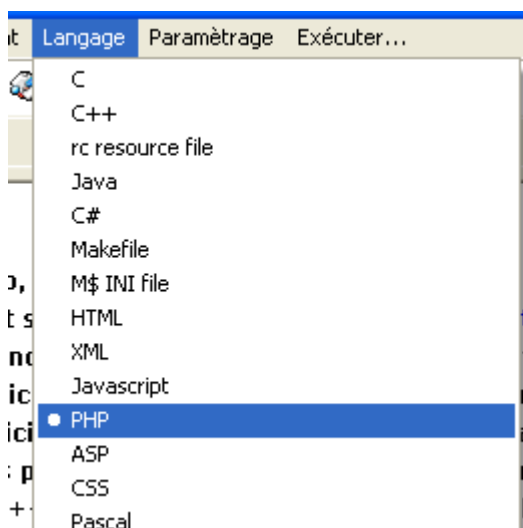 Langage Paramètrage Exécuter...
C
C++
rc resource file
Java
C#
Makefile
M$ INI file
HTML
XML
Javascript
PHP
ASP
CSS
Pascal